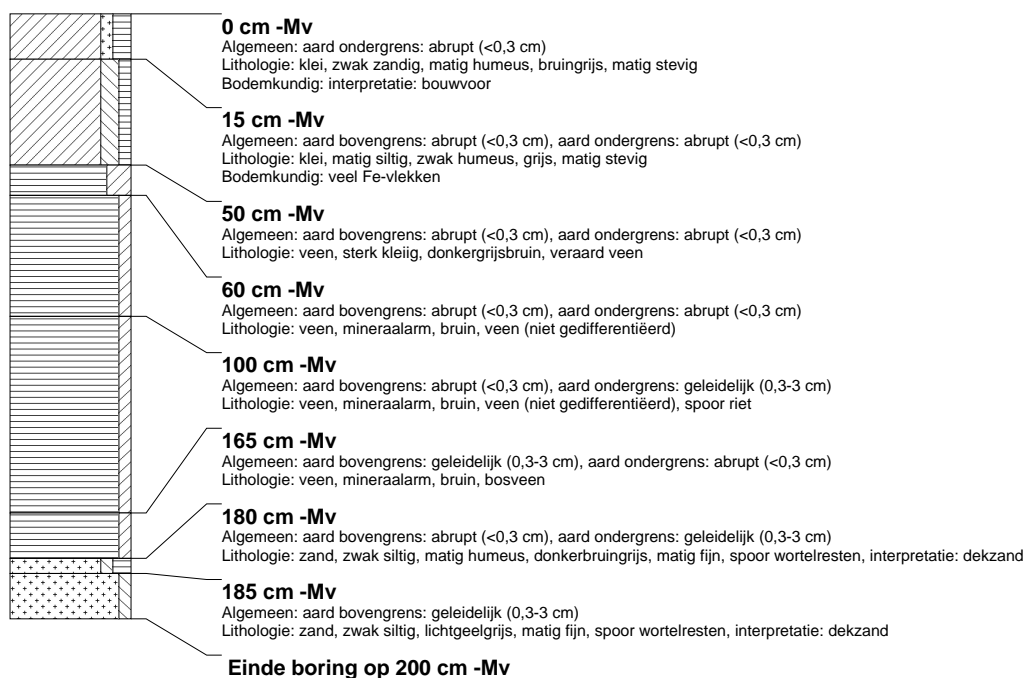 0 cm -Mv
Algemeen: aard ondergrens: abrupt (<0,3 cm)
Lithologie: klei, zwak zandig, matig humeus, bruingrijs, matig stevig
Bodemkundig: interpretatie: bouwvoor
15 cm -Mv
Algemeen: aard bovengrens: abrupt (<0,3 cm), aard ondergrens: abrupt (<0,3 cm)
Lithologie: klei, matig siltig, zwak humeus, grijs, matig stevig
Bodemkundig: veel Fe-vlekken
50 cm -Mv
Algemeen: aard bovengrens: abrupt (<0,3 cm), aard ondergrens: abrupt (<0,3 cm)
Lithologie: veen, sterk kleiig, donkergrijsbruin, veraard veen
60 cm -Mv
Algemeen: aard bovengrens: abrupt (<0,3 cm), aard ondergrens: abrupt (<0,3 cm)
Lithologie: veen, mineraalarm, bruin, veen (niet gedifferentiëerd)
100 cm -Mv
Algemeen: aard bovengrens: abrupt (<0,3 cm), aard ondergrens: geleidelijk (0,3-3 cm)
Lithologie: veen, mineraalarm, bruin, veen (niet gedifferentiëerd), spoor riet
165 cm -Mv
Algemeen: aard bovengrens: geleidelijk (0,3-3 cm), aard ondergrens: abrupt (<0,3 cm)
Lithologie: veen, mineraalarm, bruin, bosveen
180 cm -Mv
Algemeen: aard bovengrens: abrupt (<0,3 cm), aard ondergrens: geleidelijk (0,3-3 cm)
Lithologie: zand, zwak siltig, matig humeus, donkerbruingrijs, matig fijn, spoor wortelresten, interpretatie: dekzand
185 cm -Mv
Algemeen: aard bovengrens: geleidelijk (0,3-3 cm)
Lithologie: zand, zwak siltig, lichtgeelgrijs, matig fijn, spoor wortelresten, interpretatie: dekzand
Einde boring op 200 cm -Mv